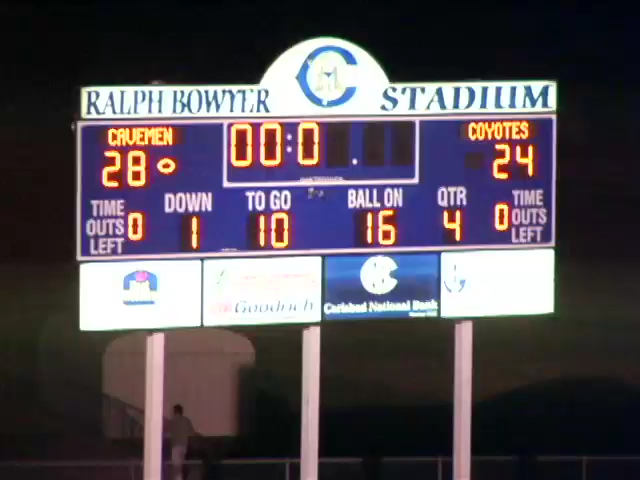 RALPH BOWYER STADIUM
CAVEMEN 00:0 COYOTES
28 24
DOWN TO GO BALL ON QTR
TIME OUTS LEFT 0 1 10 16 4 0 TIME OUTS LEFT
Goodrich
Carlsbad National Bank